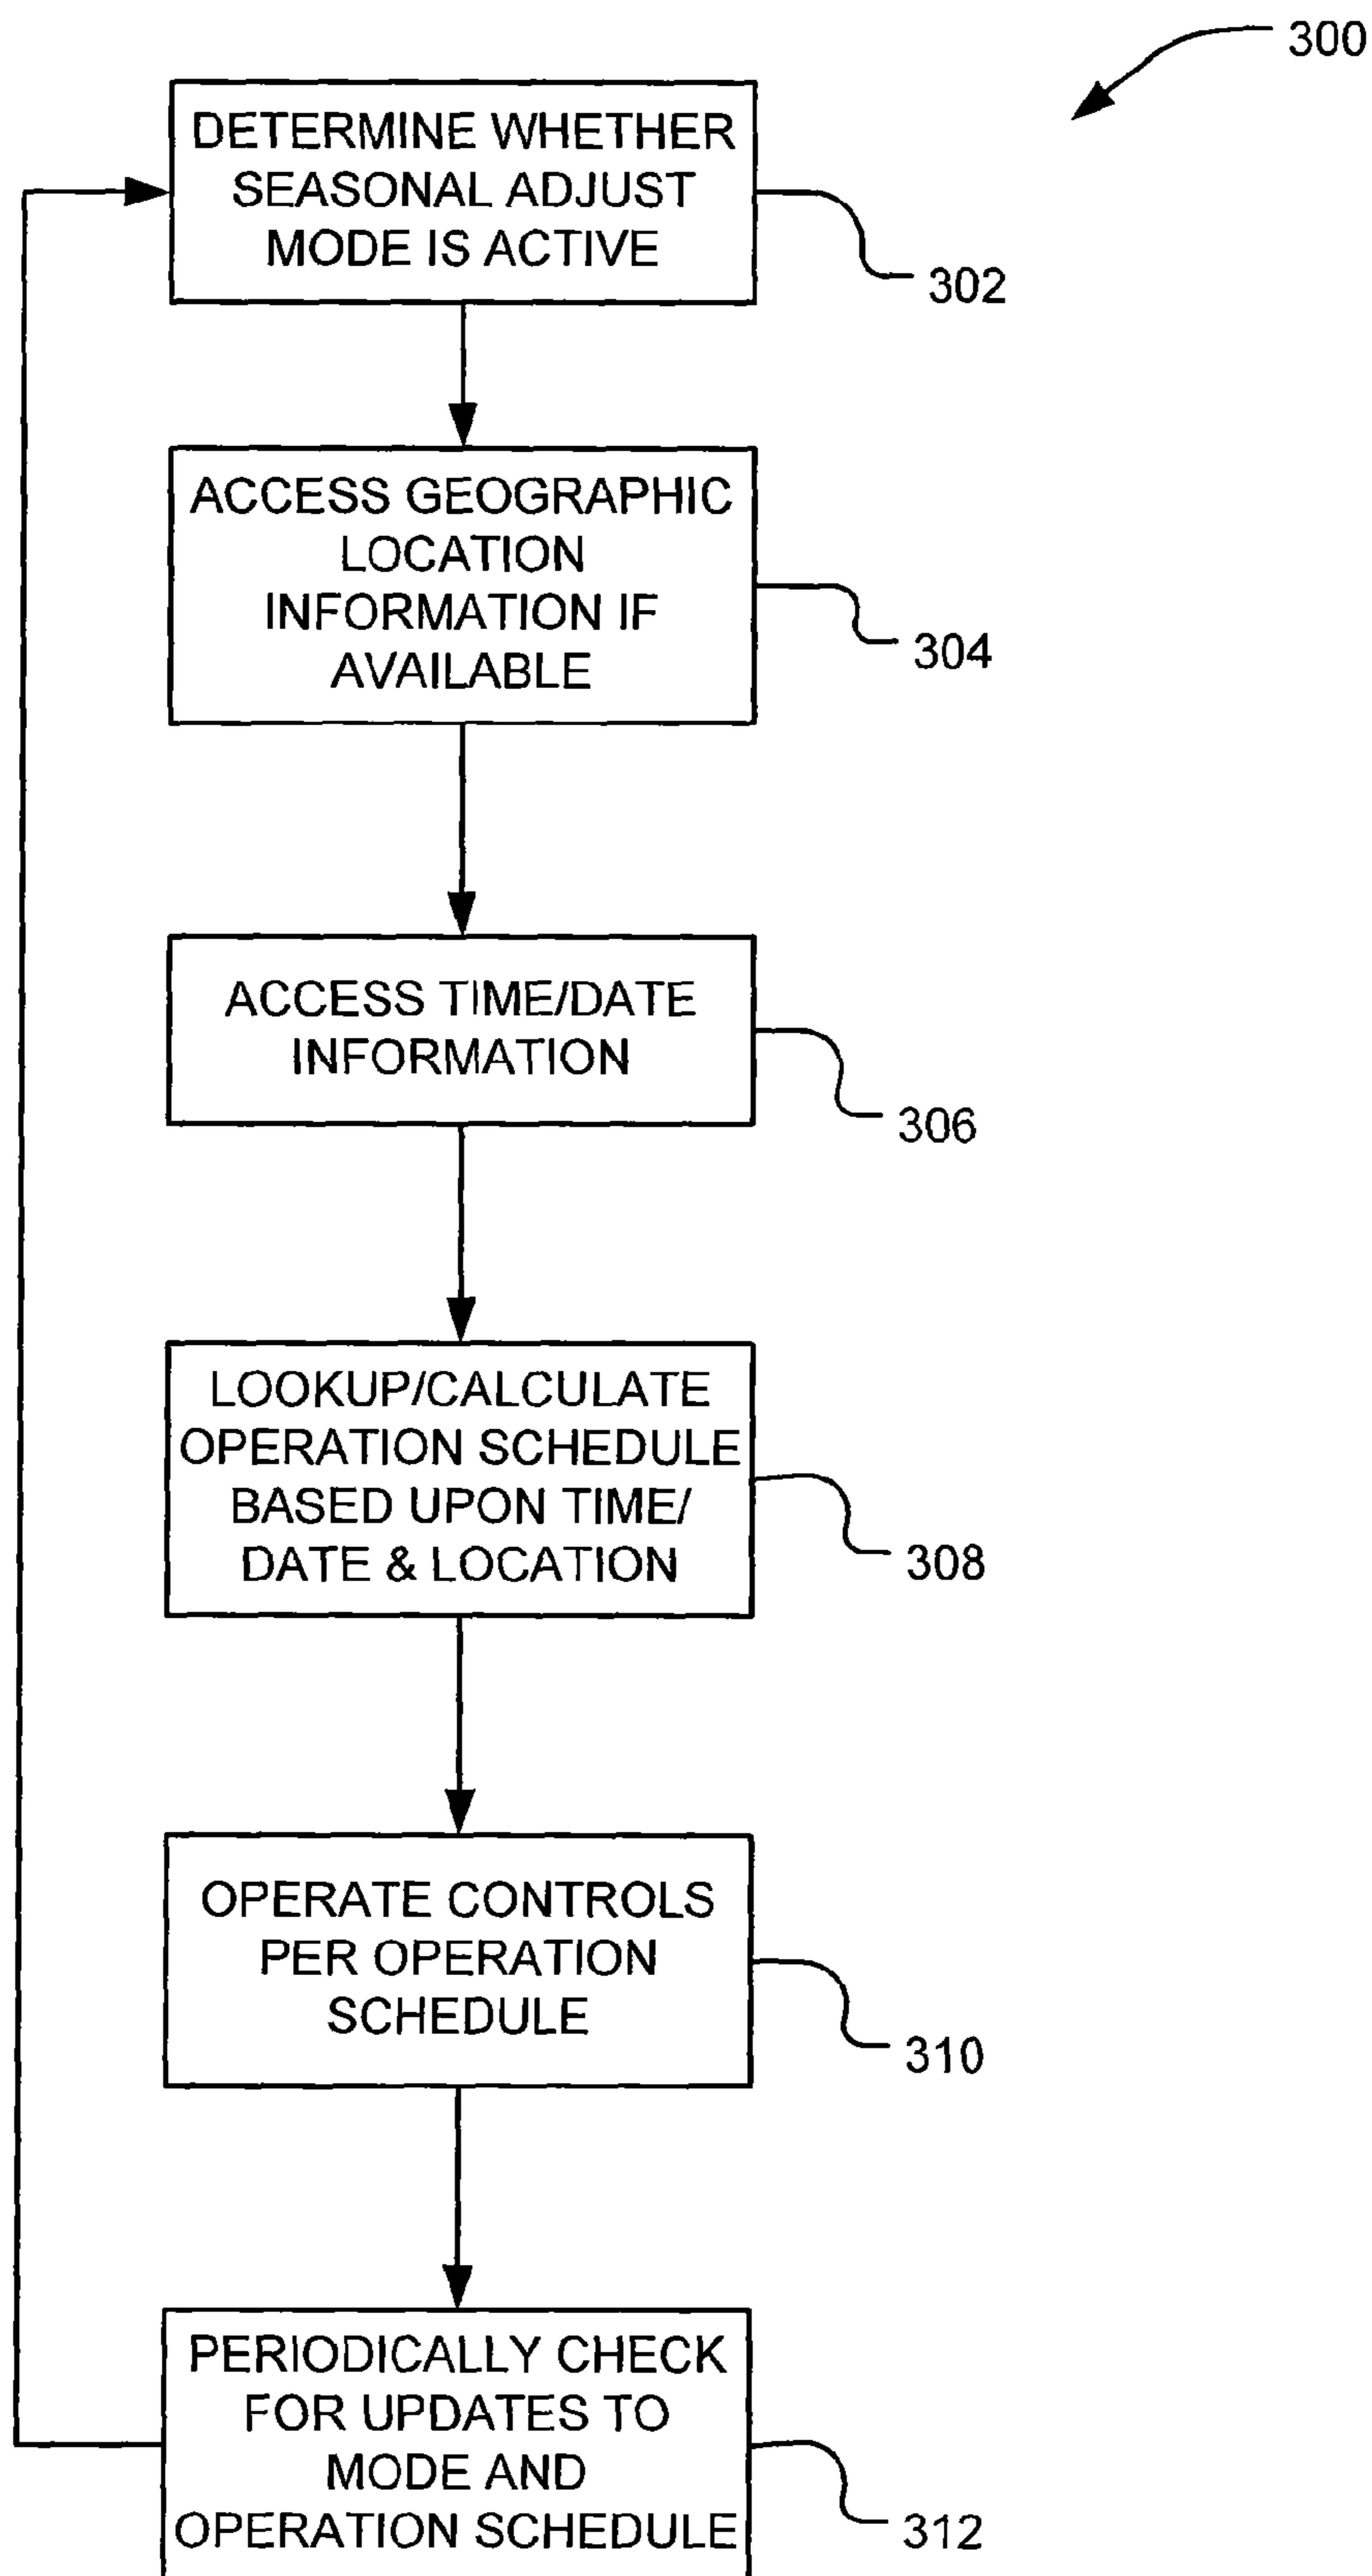 300
DETERMINE WHETHER
SEASONAL ADJUST
MODE IS ACTIVE
302
ACCESS GEOGRAPHIC
LOCATION
INFORMATION IF
AVAILABLE
304
ACCESS TIME/DATE
INFORMATION
306
LOOKUP/CALCULATE
OPERATION SCHEDULE
BASED UPON TIME/
DATE & LOCATION
308
OPERATE CONTROLS
PER OPERATION
SCHEDULE
310
PERIODICALLY CHECK
FOR UPDATES TO
MODE AND
OPERATION SCHEDULE
312